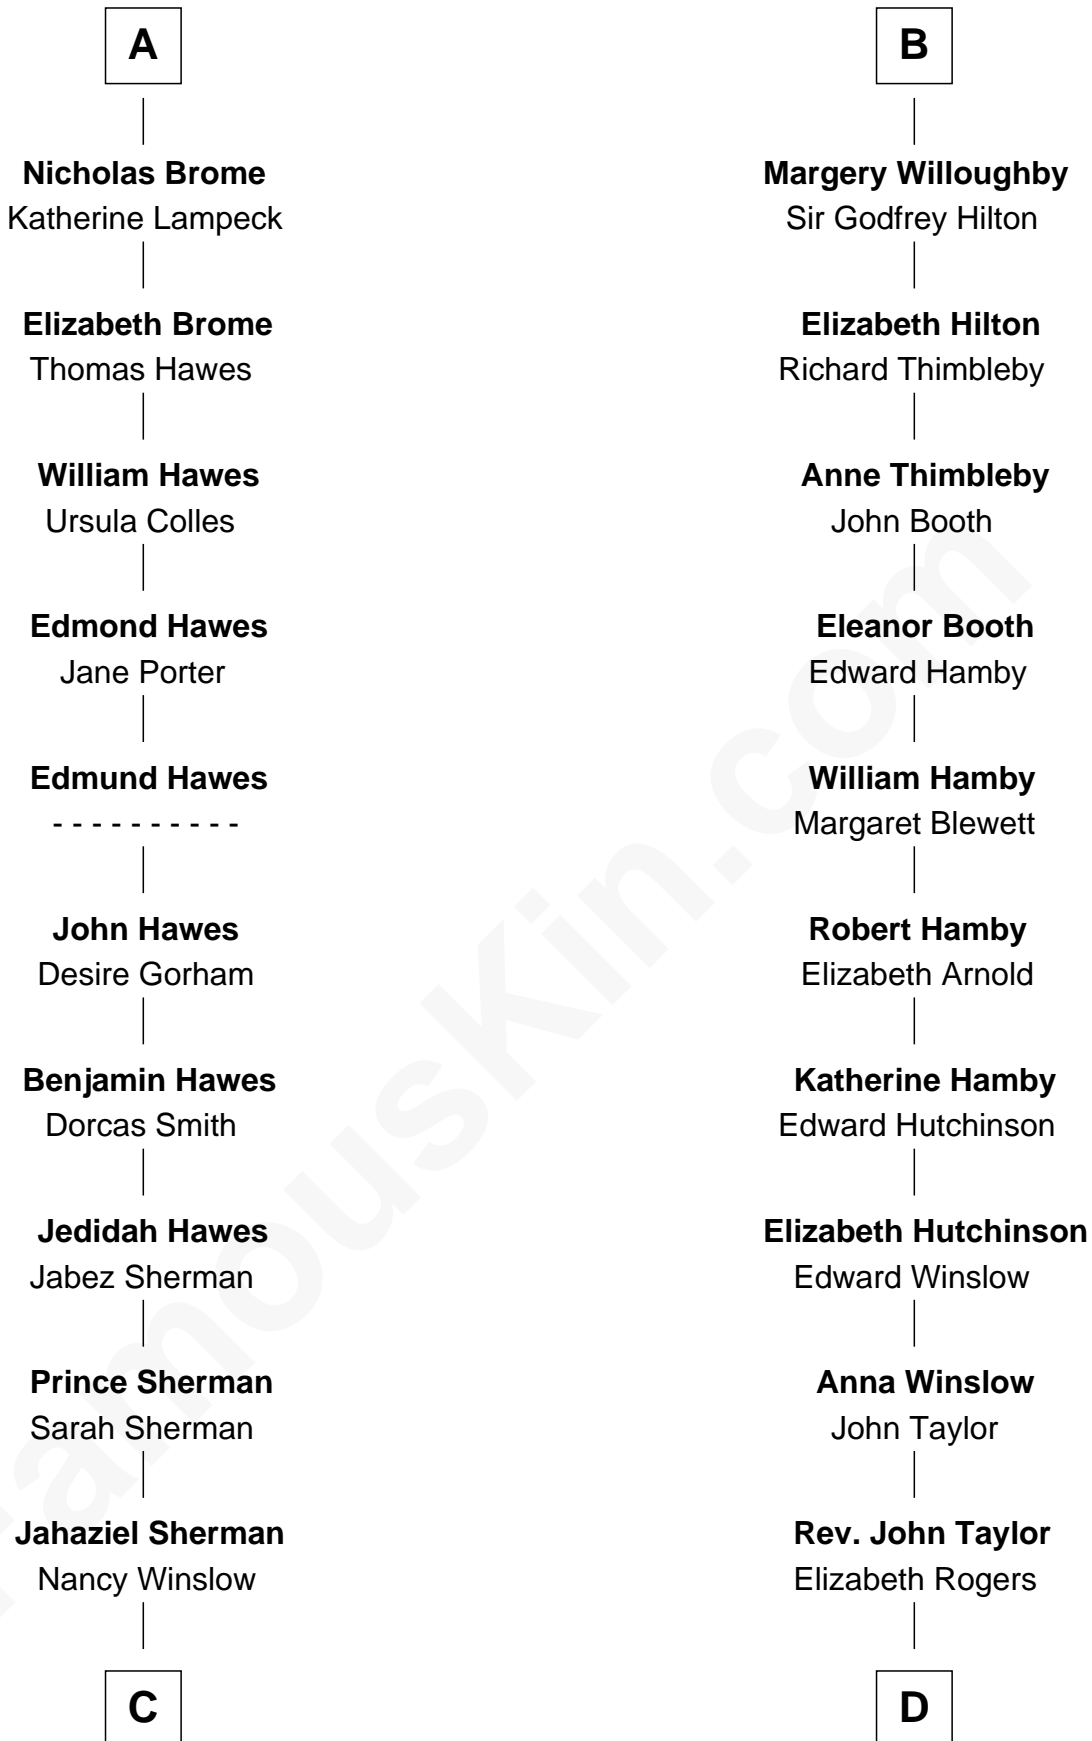 A
Nicholas Brome
Katherine Lampeck
Elizabeth Brome
Thomas Hawes
William Hawes
Ursula Colles
Edmond Hawes
Jane Porter
Edmund Hawes
- - - - - - - - - -
John Hawes
Desire Gorham
Benjamin Hawes
Dorcas Smith
Jedidah Hawes
Jabez Sherman
Prince Sherman
Sarah Sherman
Jahaziel Sherman
Nancy Winslow
C
B
Margery Willoughby
Sir Godfrey Hilton
Elizabeth Hilton
Richard Thimbleby
Anne Thimbleby
John Booth
Eleanor Booth
Edward Hamby
William Hamby
Margaret Blewett
Robert Hamby
Elizabeth Arnold
Katherine Hamby
Edward Hutchinson
Elizabeth Hutchinson
Edward Winslow
Anna Winslow
John Taylor
Rev. John Taylor
Elizabeth Rogers
D
FamousKin.com